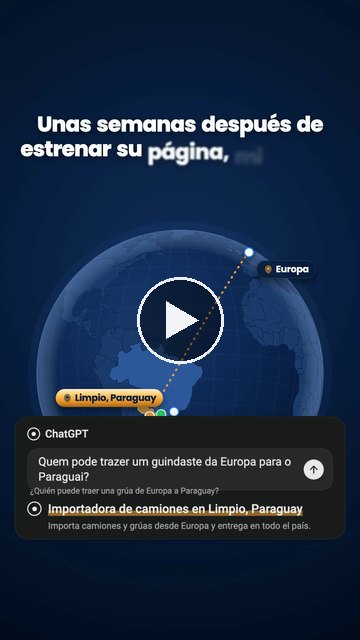 Unas semanas después de
estrenar su página,
Europa
Limpio, Paraguay
ChatGPT
Quem pode trazer um guindaste da Europa para o
Paraguai?
¿Quién puede traer una grúa de Europa a Paraguay?
Importadora de camiones en Limpio, Paraguay
Importa camiones y grúas desde Europa y entrega en todo el país.